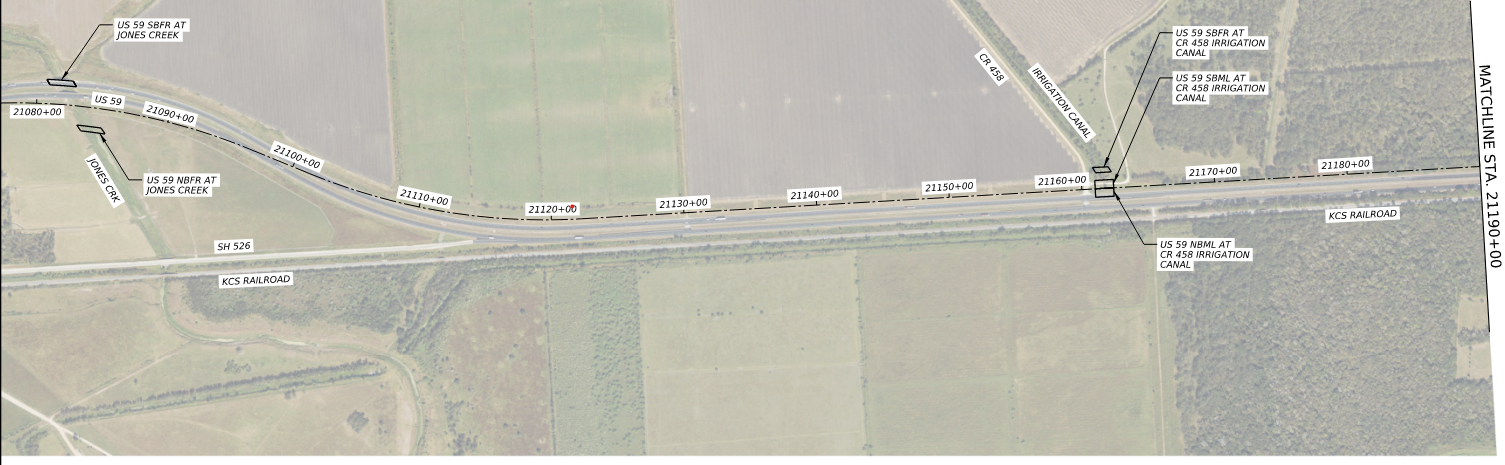 US 59 SBFR AT
JONES CREEK
21080+00
US 59
21090+00
21100+00
21110+00
21120+00
21130+00
21140+00
21150+00
21160+00
21170+00
21180+00
JONES CRK
US 59 NBFR AT
JONES CREEK
SH 526
KCS RAILROAD
CR 458
IRRIGATION CANAL
US 59 SBFR AT
CR 458 IRRIGATION
CANAL
US 59 SBML AT
CR 458 IRRIGATION
CANAL
US 59 NBML AT
CR 458 IRRIGATION
CANAL
KCS RAILROAD
MATCHLINE STA. 21190+00